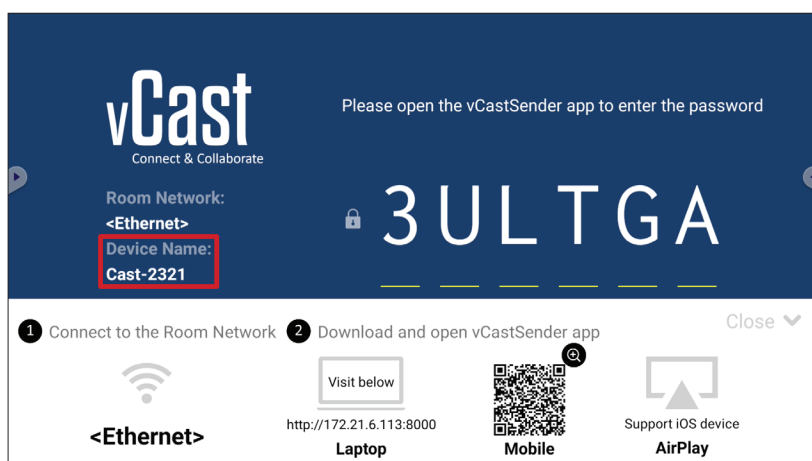 vCast
Connect & Collaborate
Please open the vCastSender app to enter the password
Room Network:
<Ethernet>
Device Name:
Cast-2321
3ULTGA
1 Connect to the Room Network
2 Download and open vCastSender app
Close
<Ethernet>
Visit below
http://172.21.6.113:8000
Laptop
Mobile
Support iOS device
AirPlay